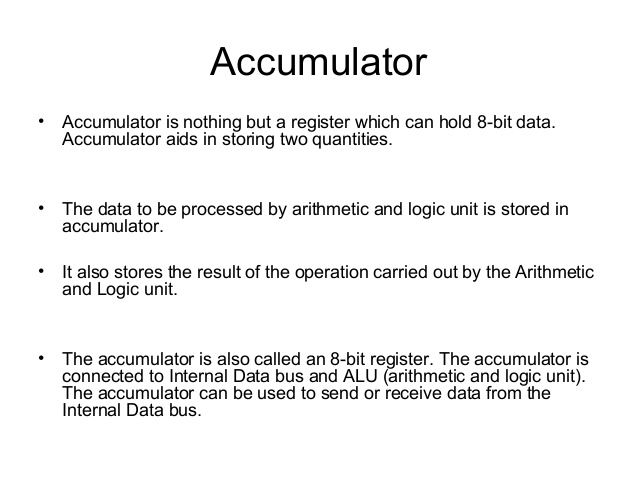 Accumulator
• Accumulator is nothing but a register which can hold 8-bit data.
Accumulator aids in storing two quantities.
• The data to be processed by arithmetic and logic unit is stored in
accumulator.
• It also stores the result of the operation carried out by the Arithmetic
and Logic unit.
• The accumulator is also called an 8-bit register. The accumulator is
connected to Internal Data bus and ALU (arithmetic and logic unit).
The accumulator can be used to send or receive data from the
Internal Data bus.